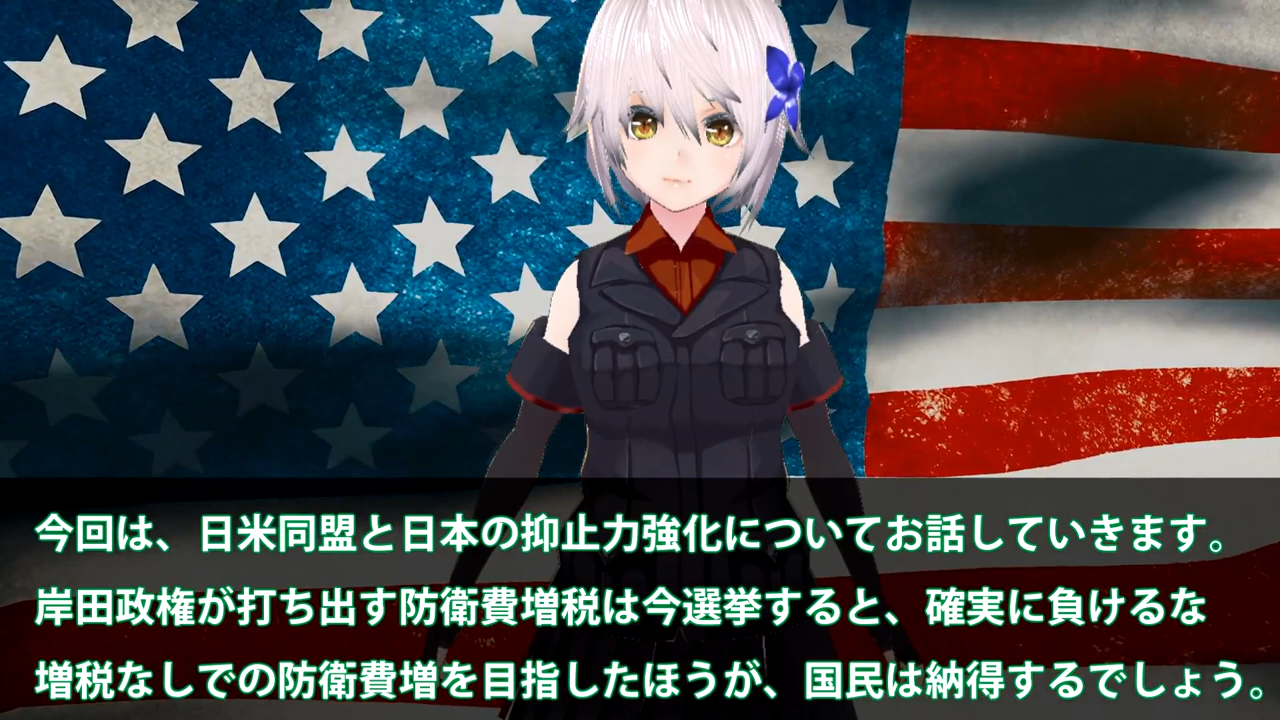 今回は、日米同盟と日本の抑止力強化についてお話していきます。
岸田政権が打ち出す防衛費増税は今選挙すると、確実に負けるな
増税なしでの防衛費増を目指したほうが、国民は納得するでしょう。